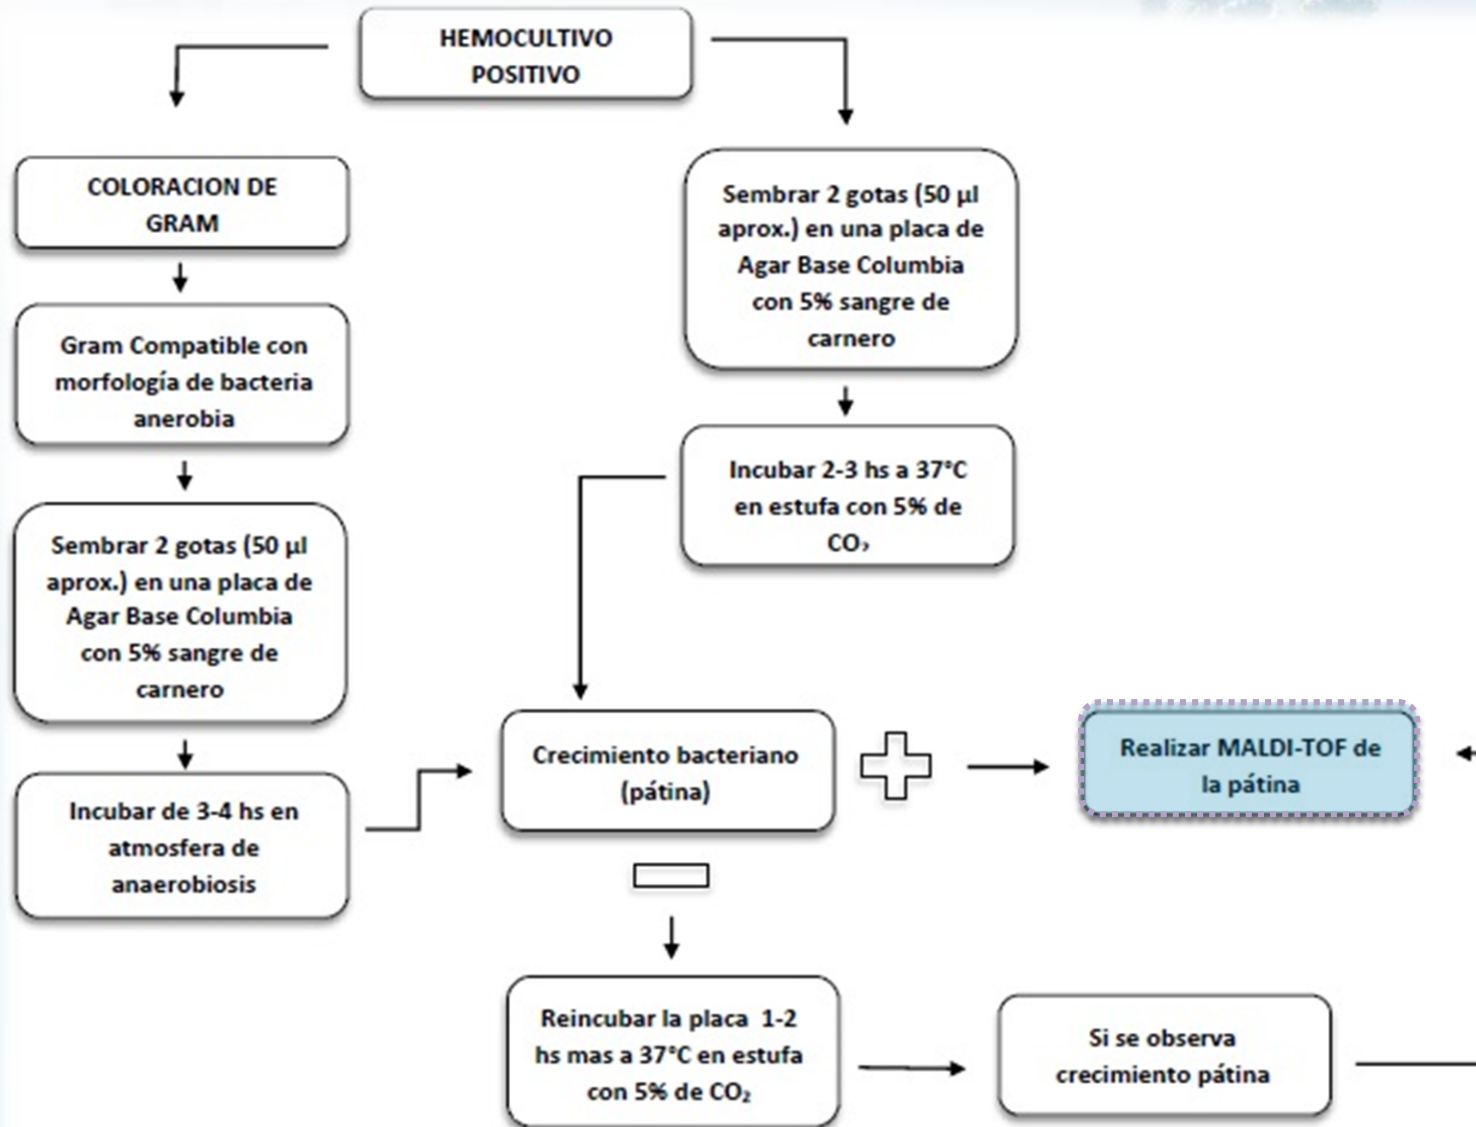 HEMOCULTIVO
POSITIVO
COLORACION DE
GRAM
Gram Compatible con
morfología de bacteria
anerobia
Sembrar 2 gotas (50 µl
aprox.) en una placa de
Agar Base Columbia
con 5% sangre de
carnero
Incubar de 3-4 hs en
atmosfera de
anaerobiosis
Sembrar 2 gotas (50 µl
aprox.) en una placa de
Agar Base Columbia
con 5% sangre de
carnero
Incubar 2-3 hs a 37°C
en estufa con 5% de
CO₂
Crecimiento bacteriano
(pátina)
Realizar MALDI-TOF de
la pátina
Reincubar la placa 1-2
hs mas a 37°C en estufa
con 5% de CO₂
Si se observa
crecimiento pátina